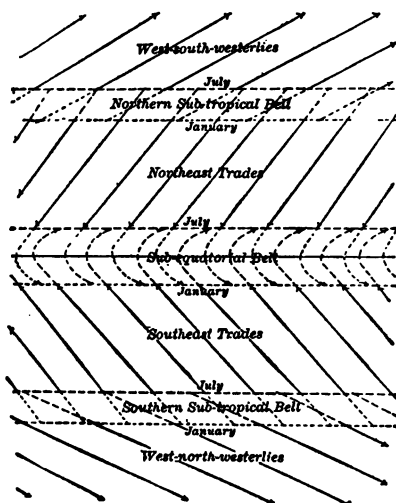 West-south-westerlies
July
Northern Sub-tropical Belt
January
Northeast Trades
July
Sub-equatorial Belt
January
Southeast Trades
July
Southern Sub-tropical Belt
January
West-north-westerlies